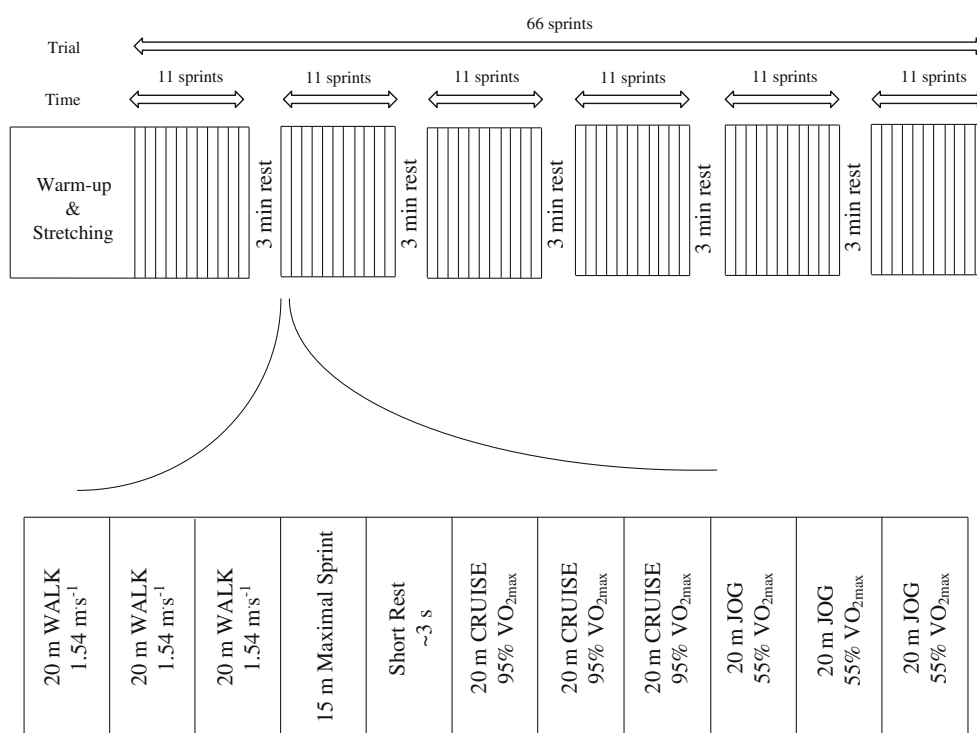 66 sprints
Trial
11 sprints
11 sprints
11 sprints
11 sprints
11 sprints
11 sprints
Time
Warm-up
&
Stretching
3 min rest
3 min rest
3 min rest
3 min rest
3 min rest
20 m WALK
1.54 m·s⁻¹
20 m WALK
1.54 m·s⁻¹
20 m WALK
1.54 m·s⁻¹
15 m Maximal Sprint
Short Rest
~3 s
20 m CRUISE
95% VO₂max
20 m CRUISE
95% VO₂max
20 m CRUISE
95% VO₂max
20 m JOG
55% VO₂max
20 m JOG
55% VO₂max
20 m JOG
55% VO₂max